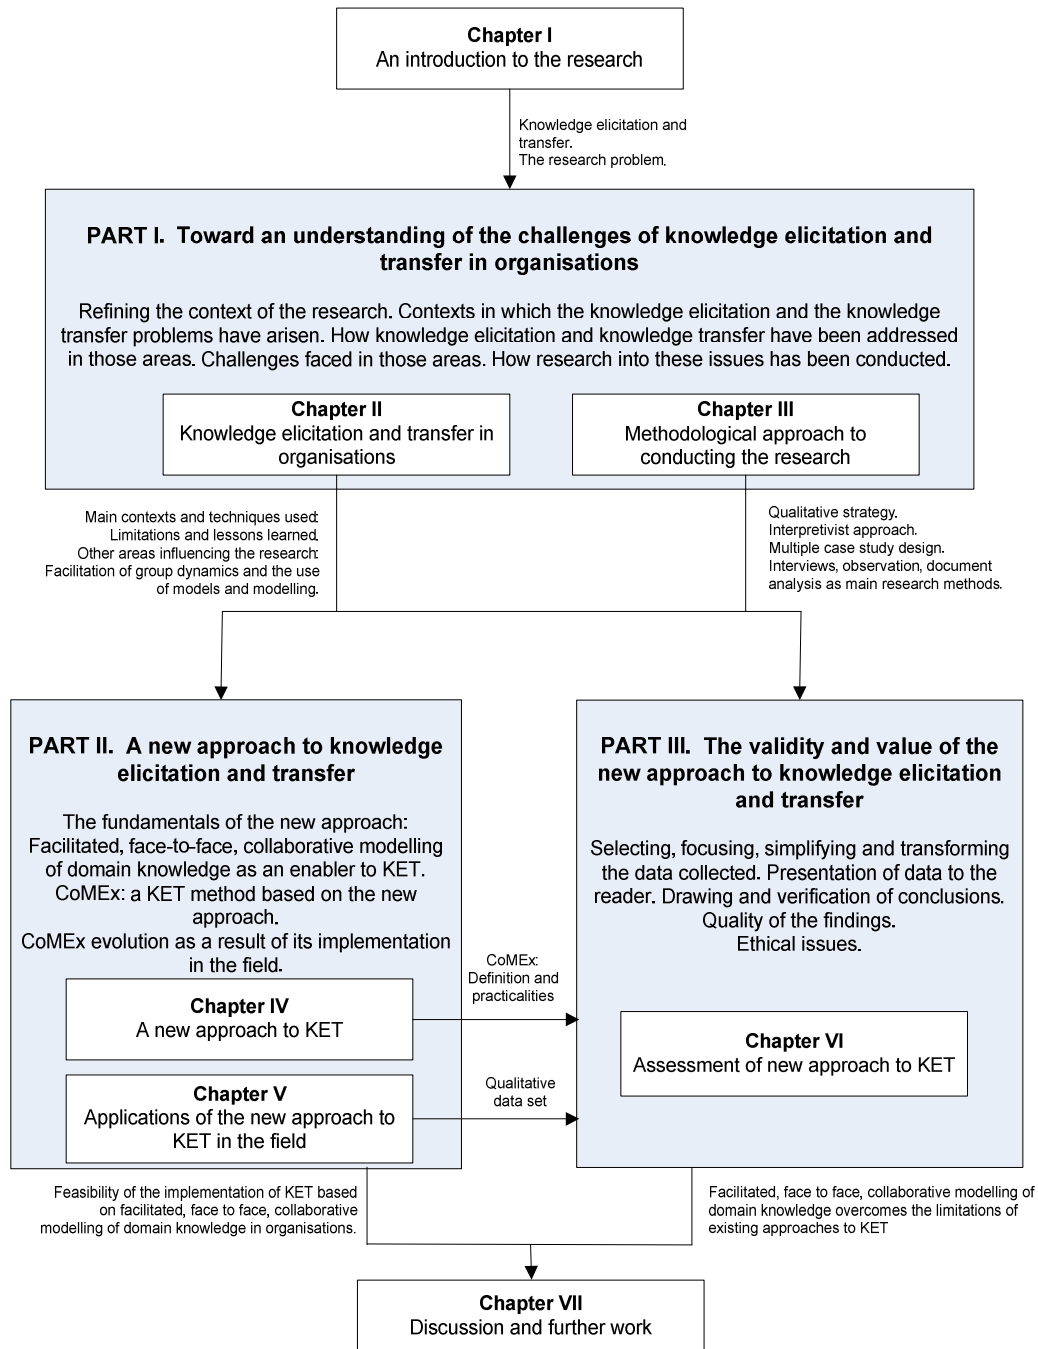 Chapter I
An introduction to the research
Knowledge elicitation and
transfer.
The research problem.
PART I.  Toward an understanding of the challenges of knowledge elicitation and
transfer in organisations
Refining the context of the research. Contexts in which the knowledge elicitation and the knowledge
transfer problems have arisen. How knowledge elicitation and knowledge transfer have been addressed
in those areas. Challenges faced in those areas. How research into these issues has been conducted.
Chapter II
Knowledge elicitation and transfer in
organisations
Chapter III
Methodological approach to
conducting the research
Main contexts and techniques used:
Limitations and lessons learned.
Other areas influencing the research:
Facilitation of group dynamics and the use
of models and modelling.
Qualitative strategy.
Interpretivist approach.
Multiple case study design.
Interviews, observation, document
analysis as main research methods.
PART II.  A new approach to knowledge
elicitation and transfer
The fundamentals of the new approach:
Facilitated, face-to-face, collaborative modelling
of domain knowledge as an enabler to KET.
CoMEx: a KET method based on the new
approach.
CoMEx evolution as a result of its implementation
in the field.
Chapter IV
A new approach to KET
Chapter V
Applications of the new approach to
KET in the field
CoMEx:
Definition and
practicalities
Qualitative
data set
PART III.  The validity and value of the
new approach to knowledge elicitation
and transfer
Selecting, focusing, simplifying and transforming
the data collected. Presentation of data to the
reader. Drawing and verification of conclusions.
Quality of the findings.
Ethical issues.
Chapter VI
Assessment of new approach to KET
Feasibility of the implementation of KET based
on facilitated, face to face, collaborative
modelling of domain knowledge in organisations.
Facilitated, face to face, collaborative modelling of
domain knowledge overcomes the limitations of
existing approaches to KET
Chapter VII
Discussion and further work